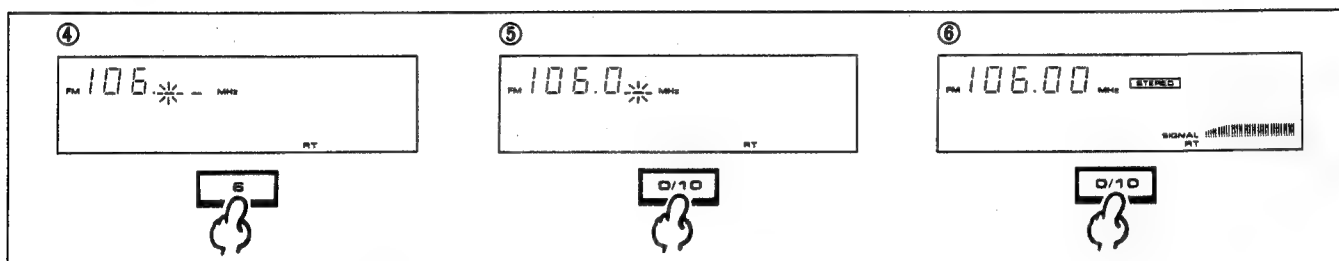 ④
FM 106._ MHz
RT
6
⑤
FM 106.0 MHz
RT
0/10
⑥
FM 106.00 MHz STEREO
SIGNAL
RT
0/10